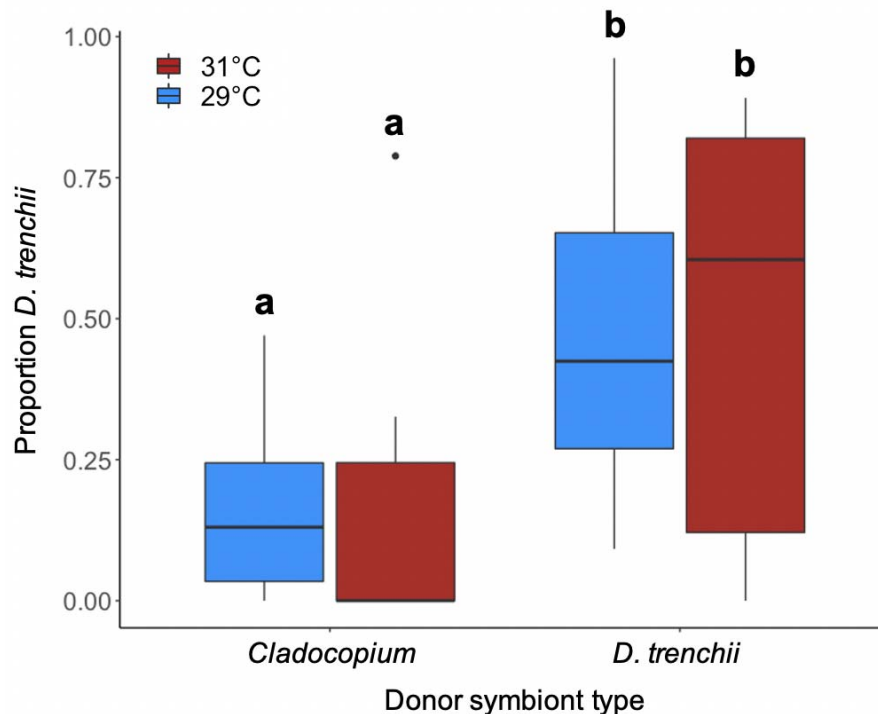 b
1.00
31°C
29°C
b
a
0.75
Proportion D. trenchii
0.50
a
0.25
0.00
Cladocopium
D. trenchii
Donor symbiont type